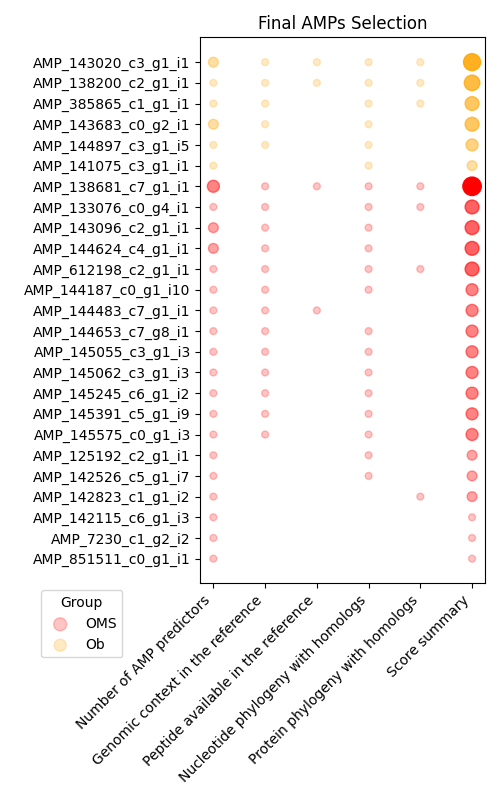 Final AMPs Selection
AMP_143020_c3_g1_i1
AMP_138200_c2_g1_i1
AMP_385865_c1_g1_i1
AMP_143683_c0_g2_i1
AMP_144897_c3_g1_i5
AMP_141075_c3_g1_i1
AMP_138681_c7_g1_i1
AMP_133076_c0_g4_i1
AMP_143096_c2_g1_i1
AMP_144624_c4_g1_i1
AMP_612198_c2_g1_i1
AMP_144187_c0_g1_i10
AMP_144483_c7_g1_i1
AMP_144653_c7_g8_i1
AMP_145055_c3_g1_i3
AMP_145062_c3_g1_i3
AMP_145245_c6_g1_i2
AMP_145391_c5_g1_i9
AMP_145575_c0_g1_i3
AMP_125192_c2_g1_i1
AMP_142526_c5_g1_i7
AMP_142823_c1_g1_i2
AMP_142115_c6_g1_i3
AMP_7230_c1_g2_i2
AMP_851511_c0_g1_i1
Group
OMS
Ob
Number of AMP predictors
Genomic context in the reference
Peptide available in the reference
Nucleotide phylogeny with homologs
Protein phylogeny with homologs
Score summary